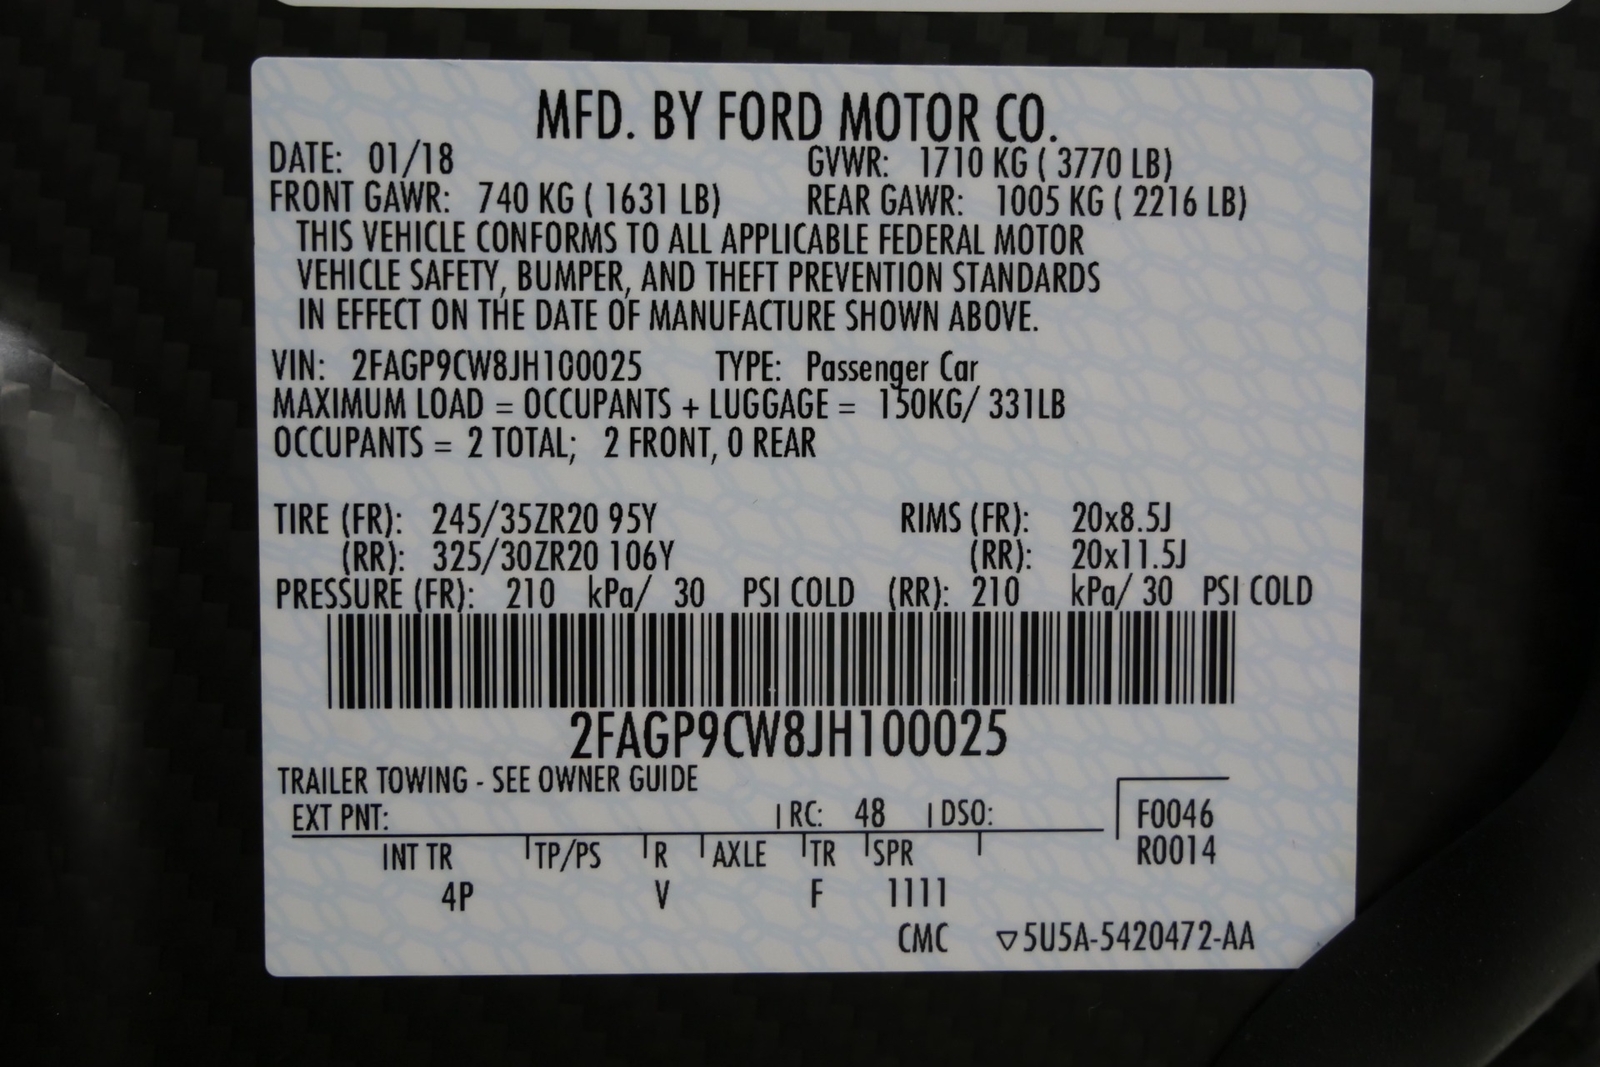 MFD. BY FORD MOTOR CO.
DATE: 01/18 GVWR: 1710 KG ( 3770 LB)
FRONT GAWR: 740 KG ( 1631 LB) REAR GAWR: 1005 KG ( 2216 LB)
THIS VEHICLE CONFORMS TO ALL APPLICABLE FEDERAL MOTOR
VEHICLE SAFETY, BUMPER, AND THEFT PREVENTION STANDARDS
IN EFFECT ON THE DATE OF MANUFACTURE SHOWN ABOVE.
VIN: 2FAGP9CW8JH100025 TYPE: Passenger Car
MAXIMUM LOAD = OCCUPANTS + LUGGAGE = 150KG/ 331LB
OCCUPANTS = 2 TOTAL; 2 FRONT, 0 REAR
TIRE (FR): 245/35ZR20 95Y RIMS (FR): 20x8.5J
(RR): 325/30ZR20 106Y (RR): 20x11.5J
PRESSURE (FR): 210 kPa/ 30 PSI COLD (RR): 210 kPa/ 30 PSI COLD
2FAGP9CW8JH100025
TRAILER TOWING - SEE OWNER GUIDE
EXT PNT: RC: 48 DSO: F0046
INT TR TP/PS R AXLE TR SPR R0014
4P V F 1111
CMC ▽5U5A-5420472-AA